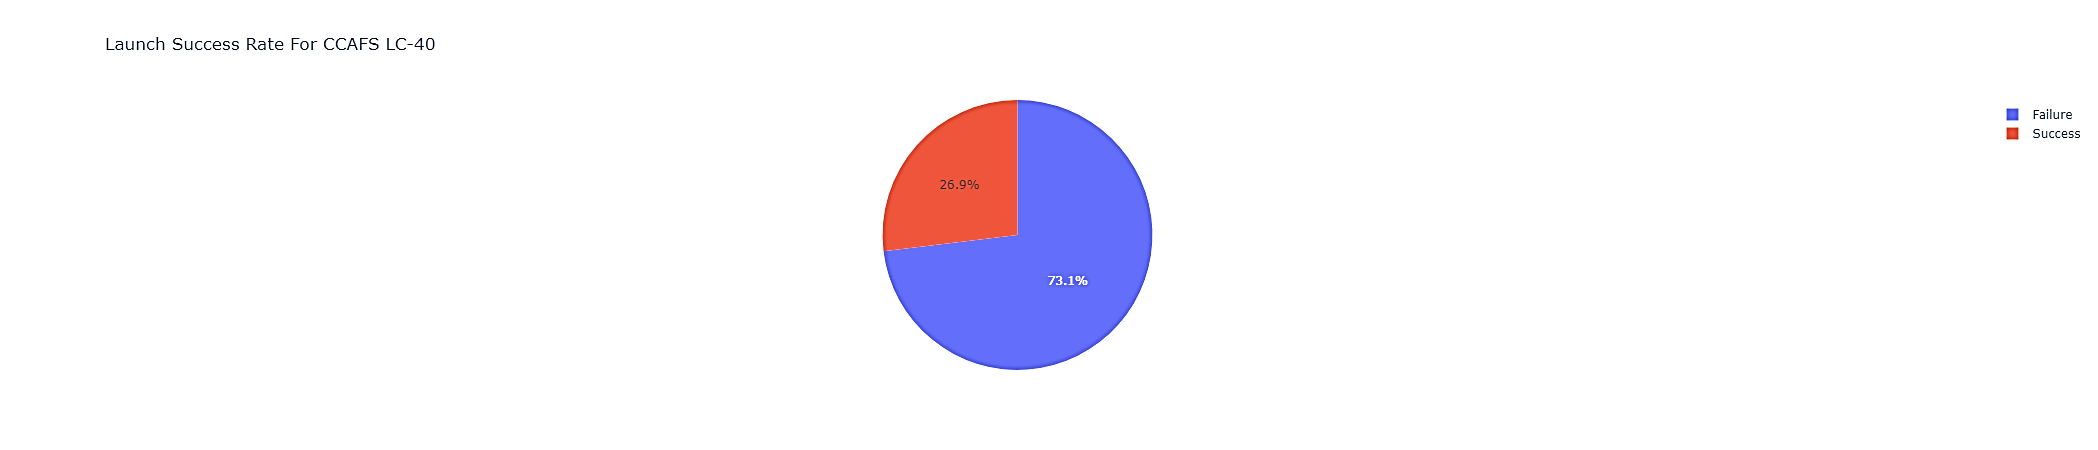 Launch Success Rate For CCAFS LC-40
Failure
Success
26.9%
73.1%